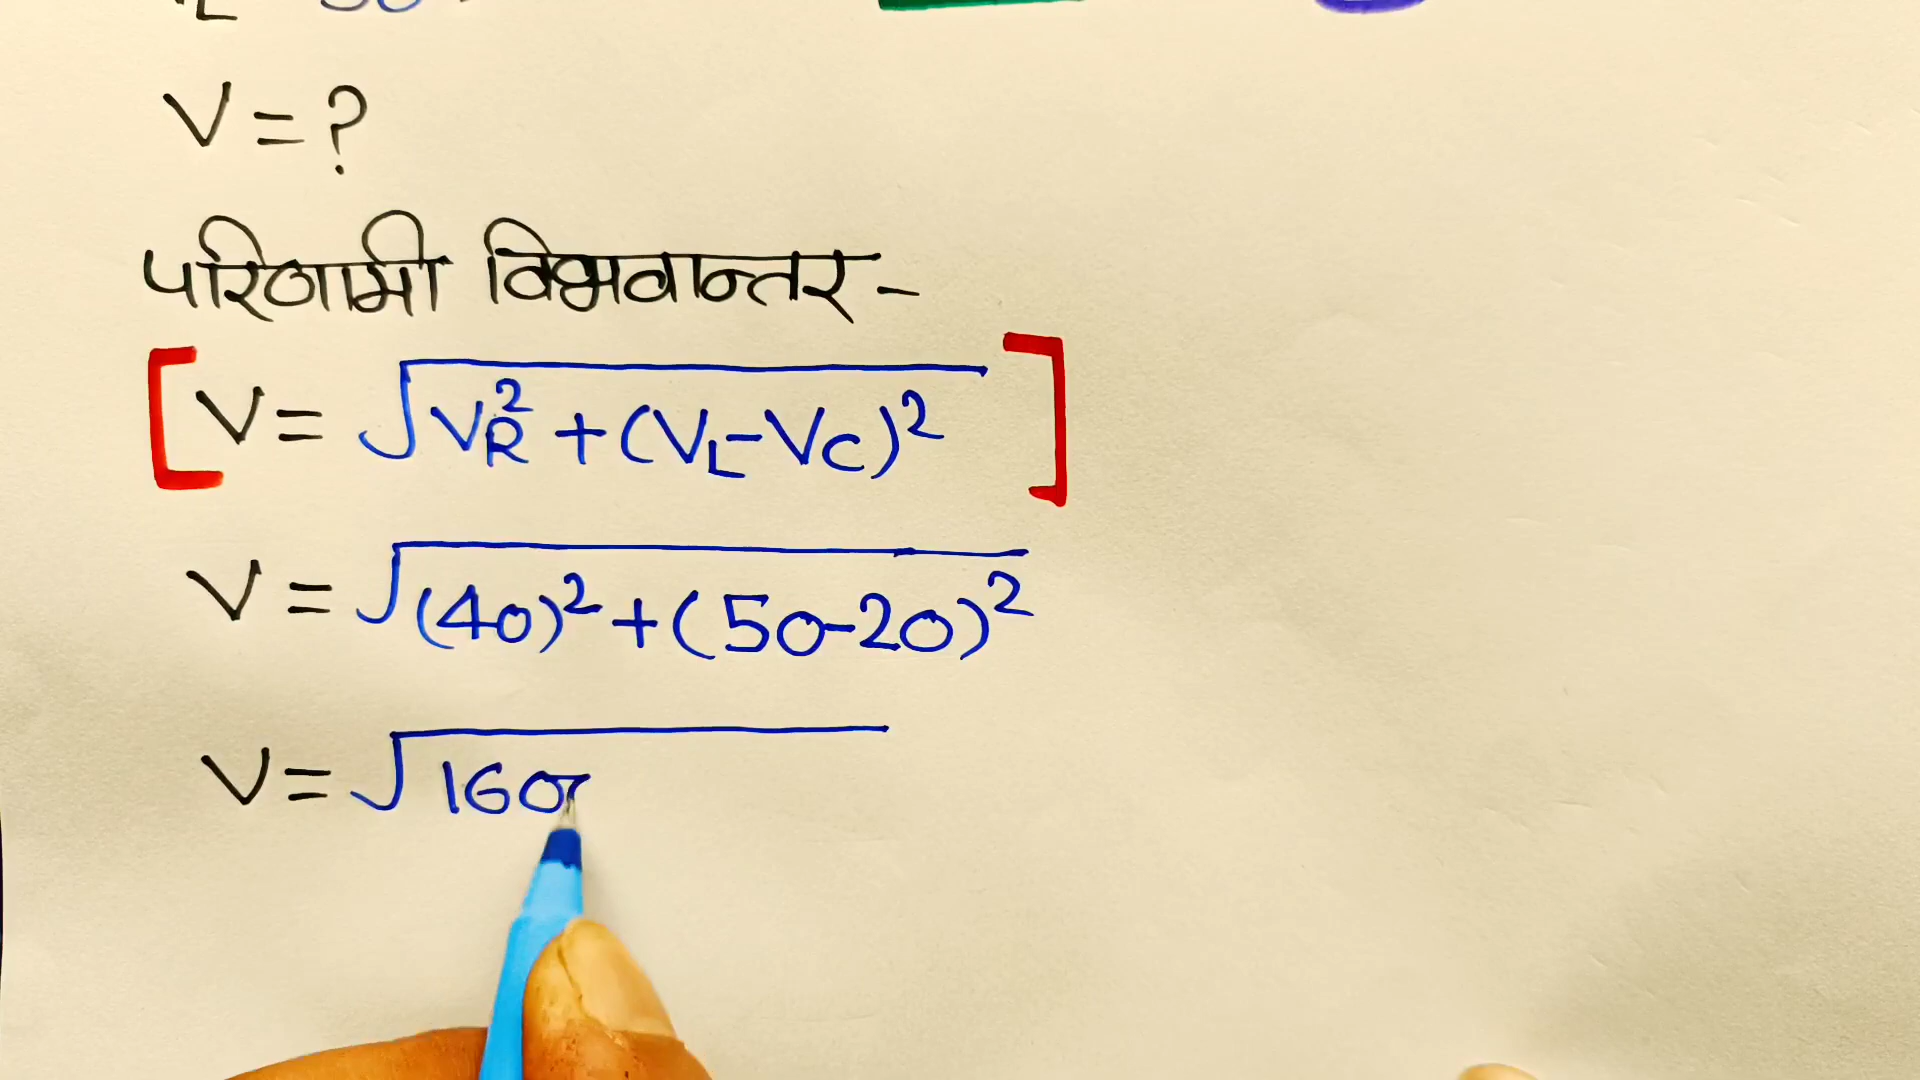 V = ?
परिणामी विभवान्तर -
[V = √V_R² + (V_L - V_C)²]
V = √(40)² + (50-20)²
V = √160